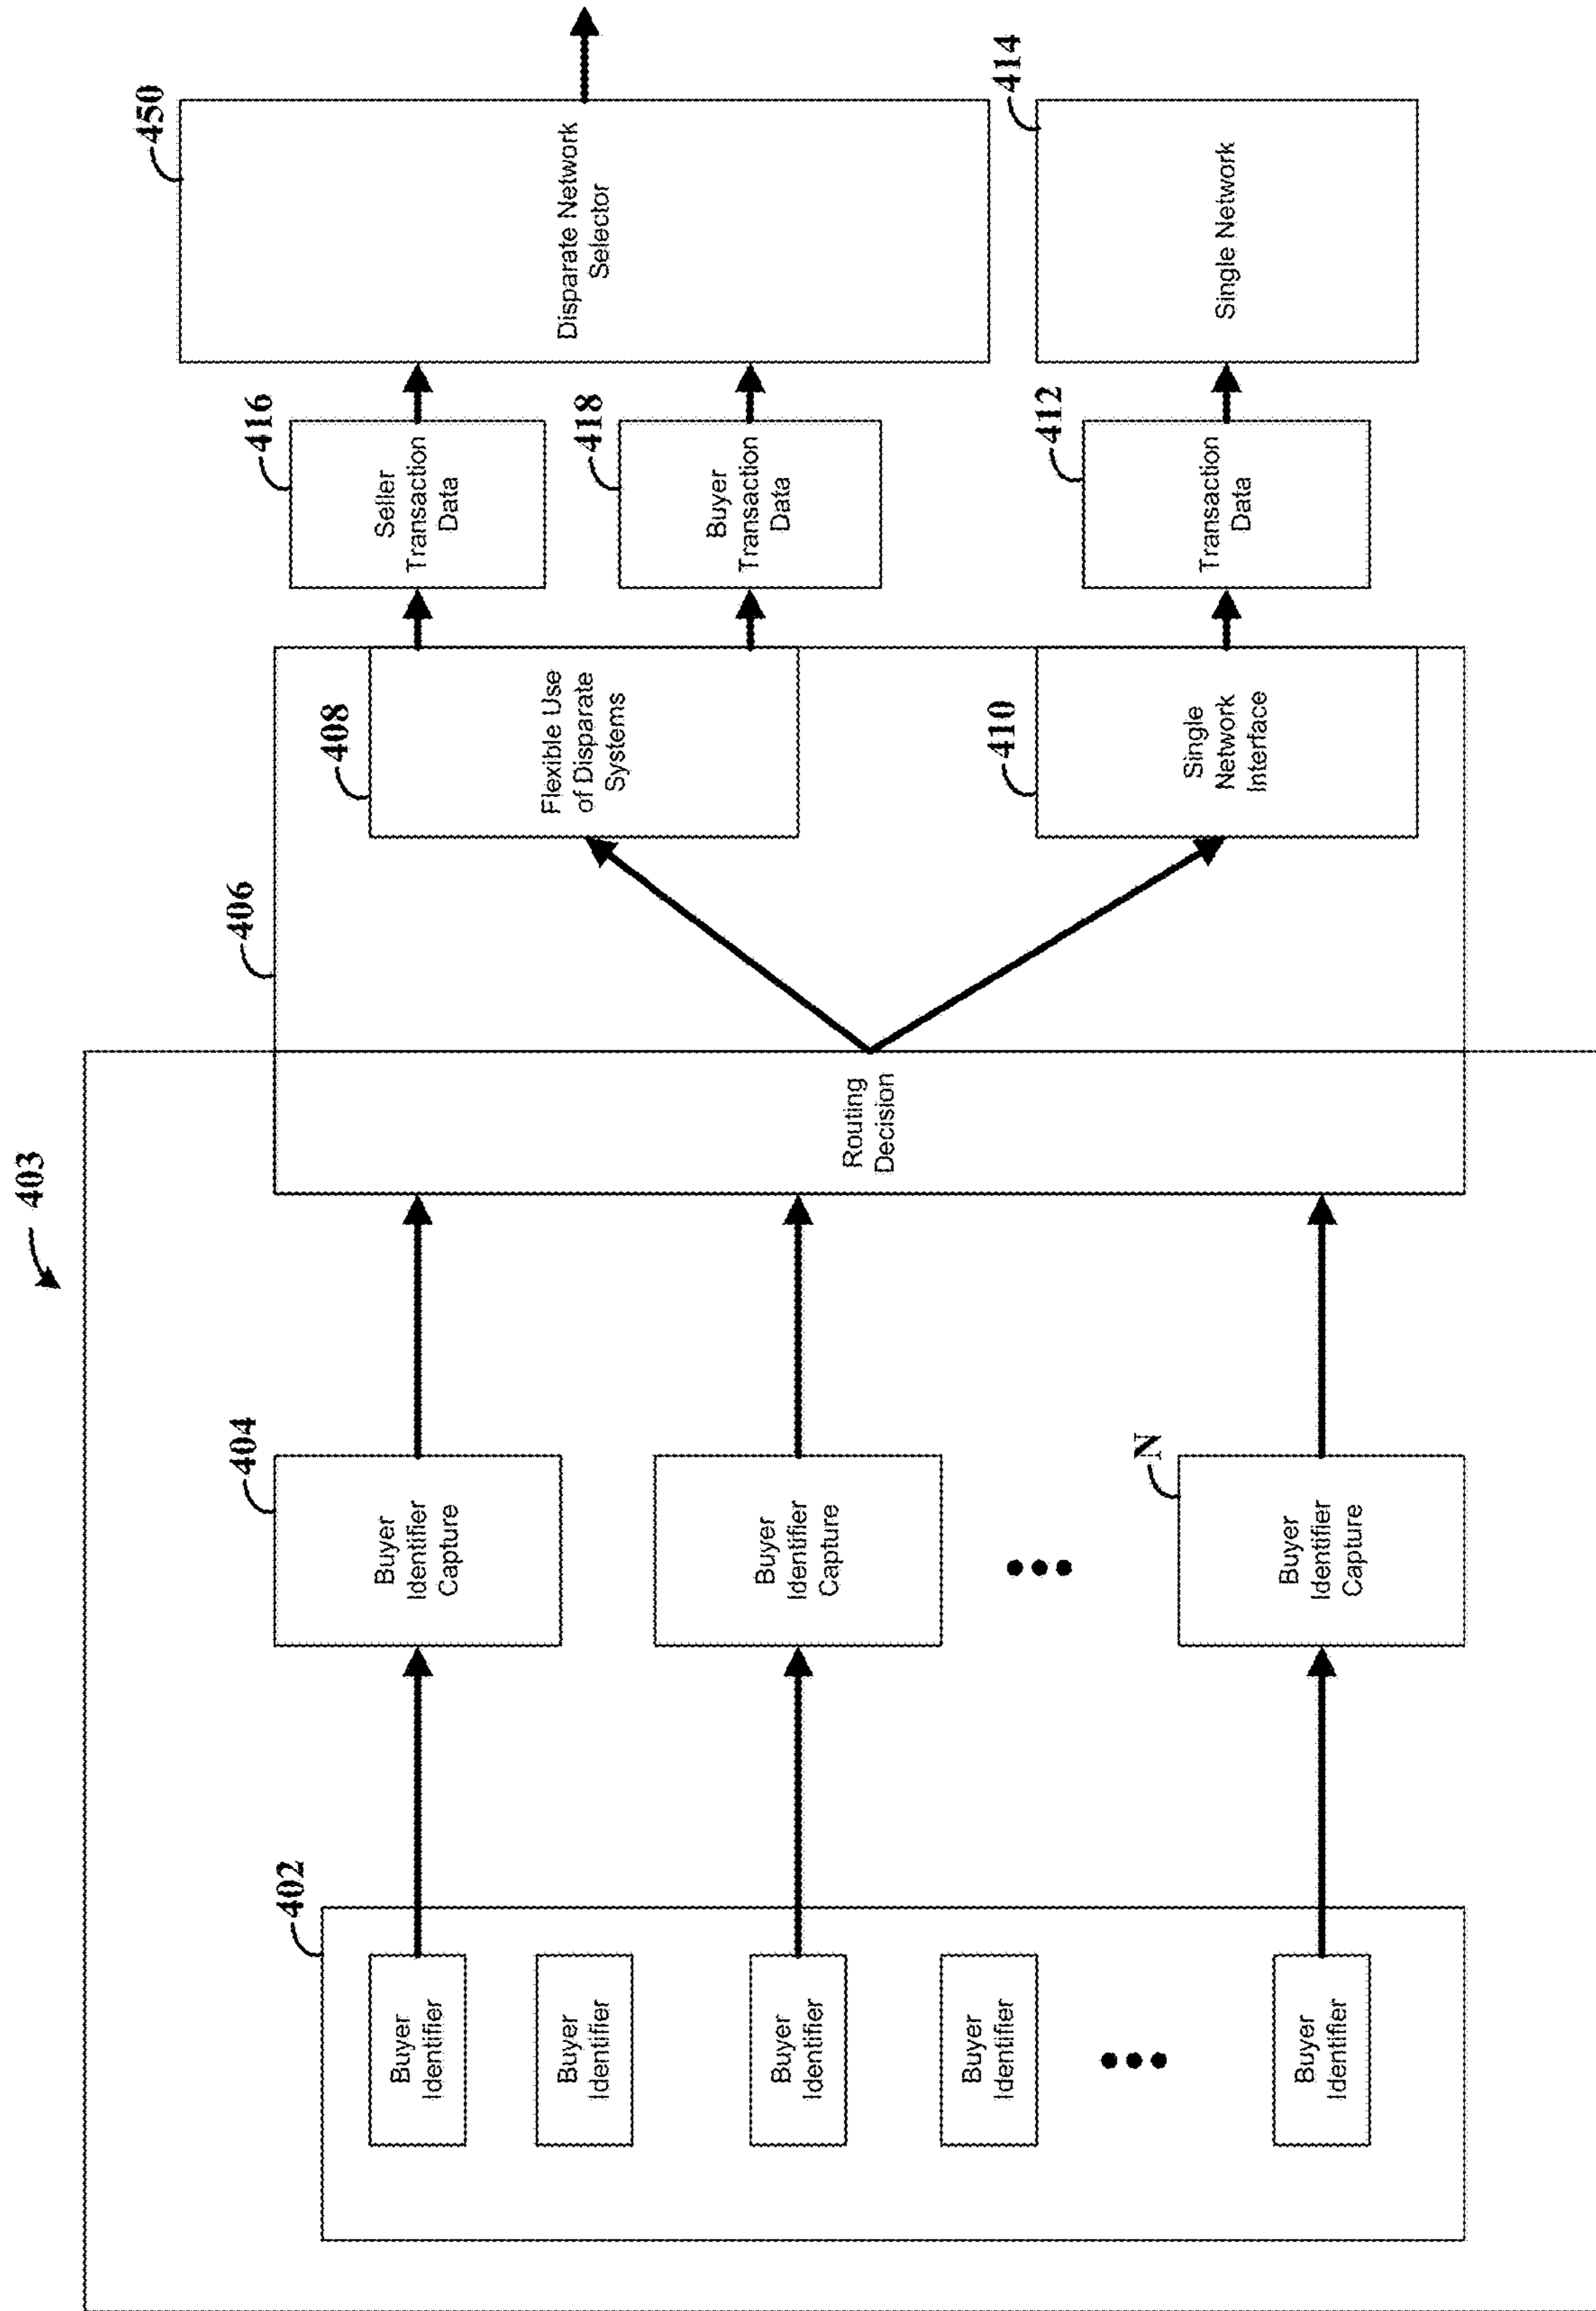 403
402
Buyer
Identifier
Buyer
Identifier
Buyer
Identifier
Buyer
Identifier
Buyer
Identifier
404
Buyer
Identifier
Capture
Buyer
Identifier
Capture
N
Buyer
Identifier
Capture
406
Routing
Decision
408
Flexible Use
of Disparate
Systems
410
Single
Network
Interface
416
Seller
Transaction
Data
418
Buyer
Transaction
Data
412
Transaction
Data
450
Disparate Network
Selector
414
Single Network